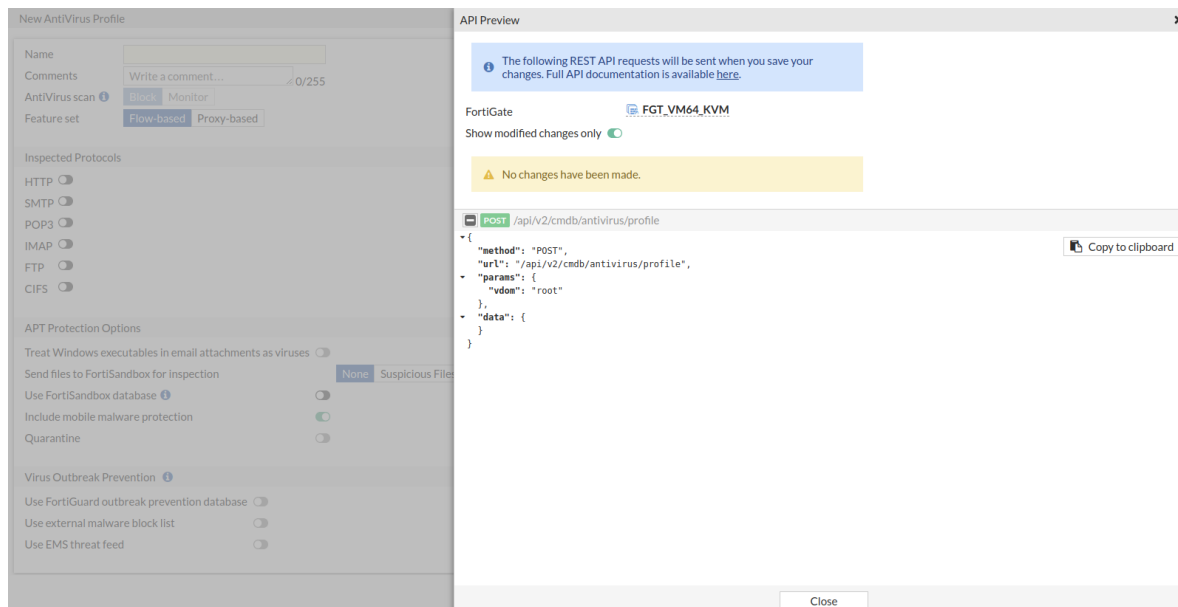 New AntiVirus Profile
Name
Comments Write a comment... 0/255
AntiVirus scan Block Monitor
Feature set Flow-based Proxy-based
Inspected Protocols
HTTP
SMTP
POP3
IMAP
FTP
CIFS
APT Protection Options
Treat Windows executables in email attachments as viruses
Send files to FortiSandbox for inspection None Suspicious Files
Use FortiSandbox database
Include mobile malware protection
Quarantine
Virus Outbreak Prevention
Use FortiGuard outbreak prevention database
Use external malware block list
Use EMS threat feed
API Preview
The following REST API requests will be sent when you save your
changes. Full API documentation is available here.
FortiGate FGT_VM64_KVM
Show modified changes only
No changes have been made.
POST /api/v2/cmdb/antivirus/profile
Copy to clipboard
{
"method": "POST",
"url": "/api/v2/cmdb/antivirus/profile",
"params": {
"vdom": "root"
},
"data": {
}
}
Close